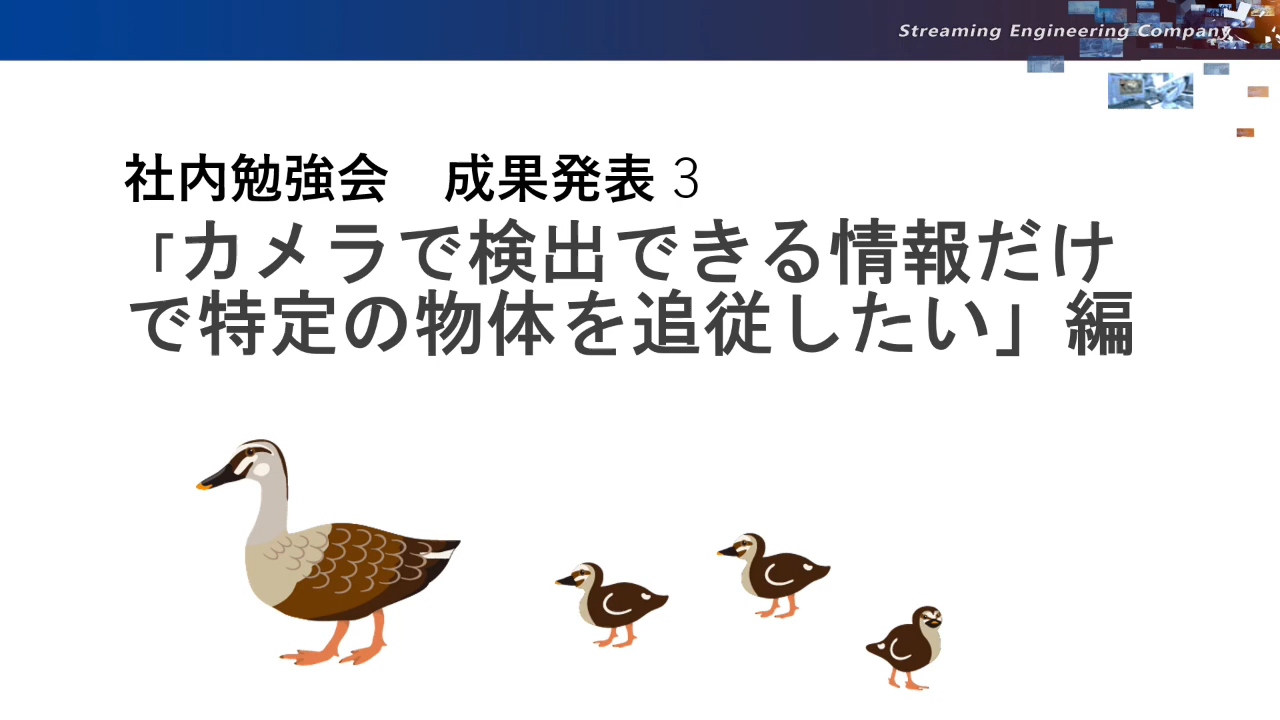 Streaming Engineering Company
社内勉強会　成果発表 3
「カメラで検出できる情報だけ
で特定の物体を追従したい」編